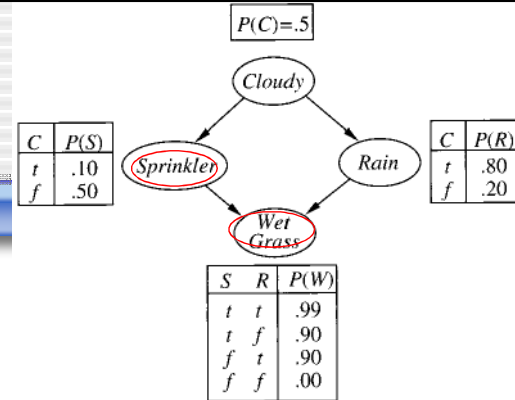 P(C)=.5
Cloudy
C P(S)
t .10
f .50
Sprinkler
Rain
C P(R)
t .80
f .20
Wet
Grass
S R P(W)
t t .99
t f .90
f t .90
f f .00